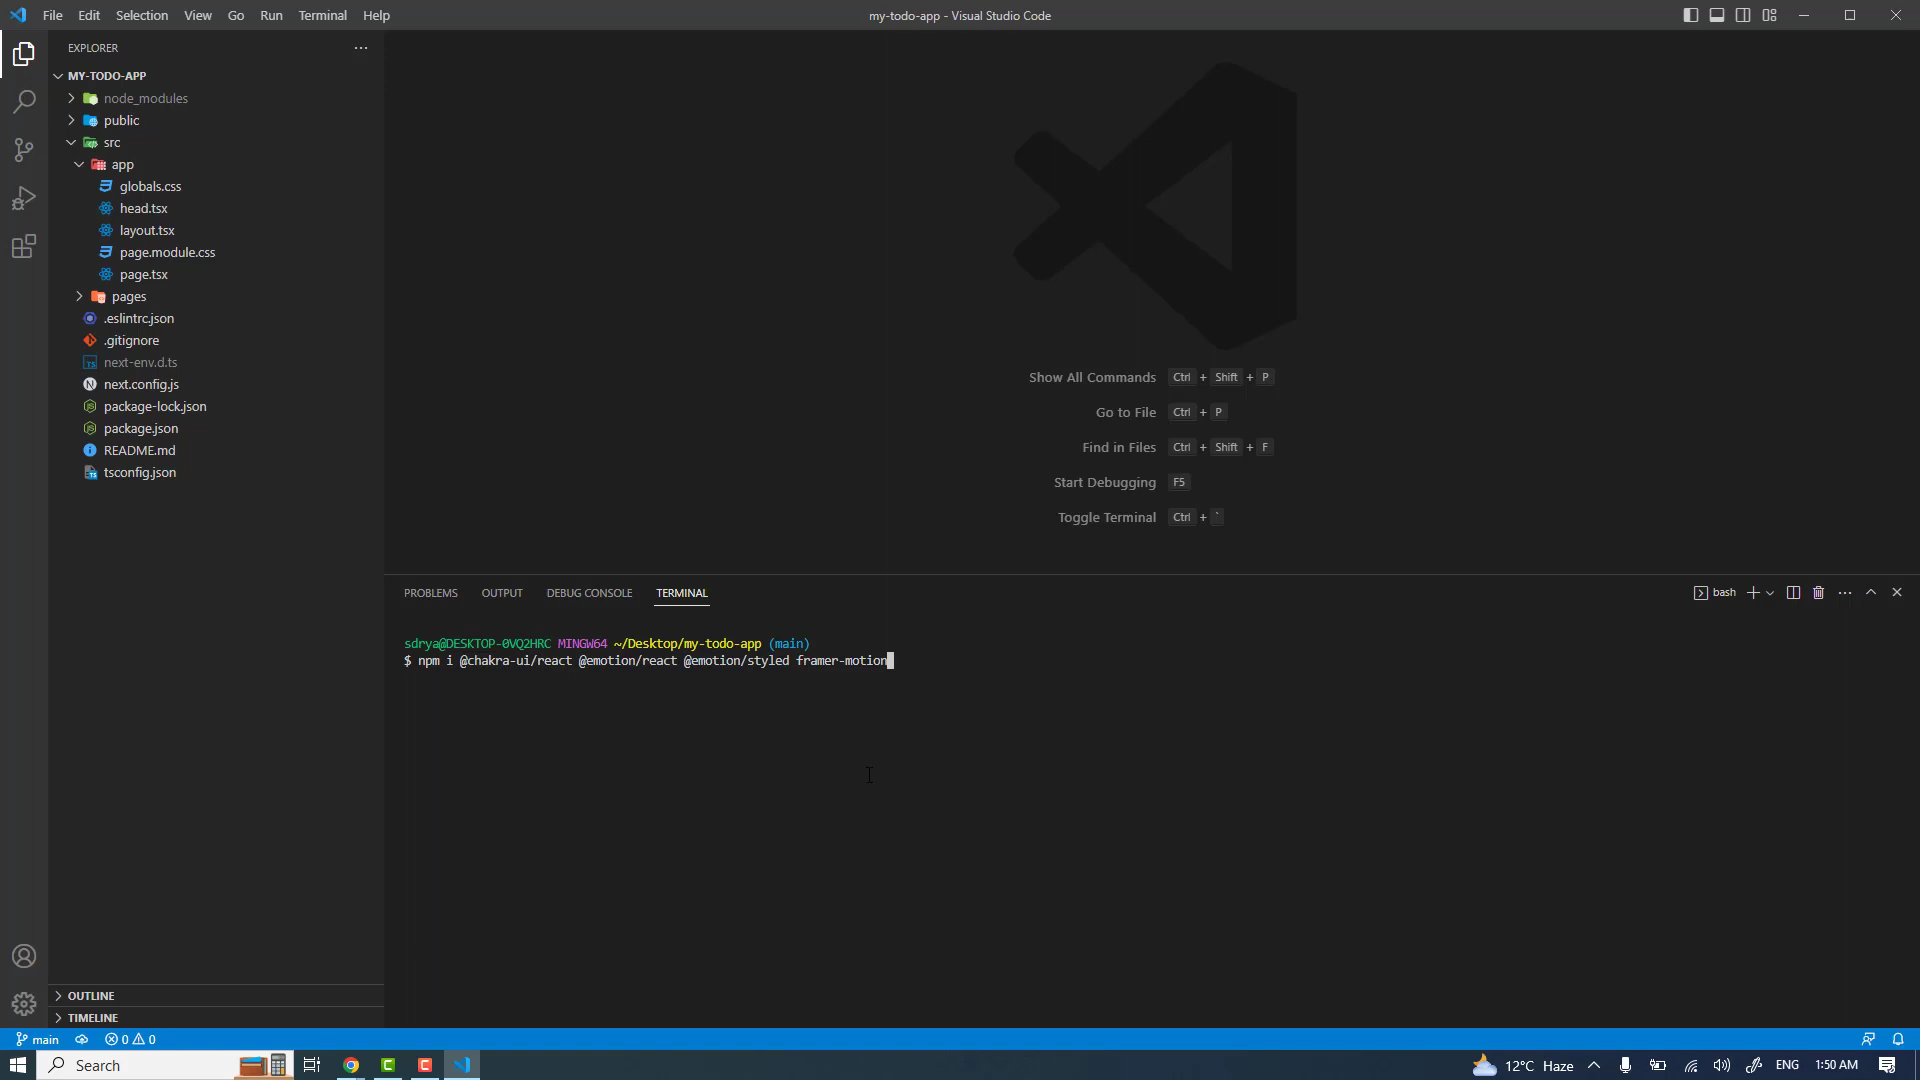 File Edit Selection View Go Run Terminal Help
my-todo-app - Visual Studio Code
EXPLORER
MY-TODO-APP
node_modules
public
src
app
globals.css
head.tsx
layout.tsx
page.module.css
page.tsx
pages
.eslintrc.json
.gitignore
next-env.d.ts
next.config.js
package-lock.json
package.json
README.md
tsconfig.json
OUTLINE
TIMELINE
Show All Commands Ctrl + Shift + P
Go to File Ctrl + P
Find in Files Ctrl + Shift + F
Start Debugging F5
Toggle Terminal Ctrl + `
PROBLEMS OUTPUT DEBUG CONSOLE TERMINAL
bash
sdrya@DESKTOP-0VQ2HRC MINGW64 ~/Desktop/my-todo-app (main)
$ npm i @chakra-ui/react @emotion/react @emotion/styled framer-motion
main 0 0
Search
12°C Haze ENG 1:50 AM